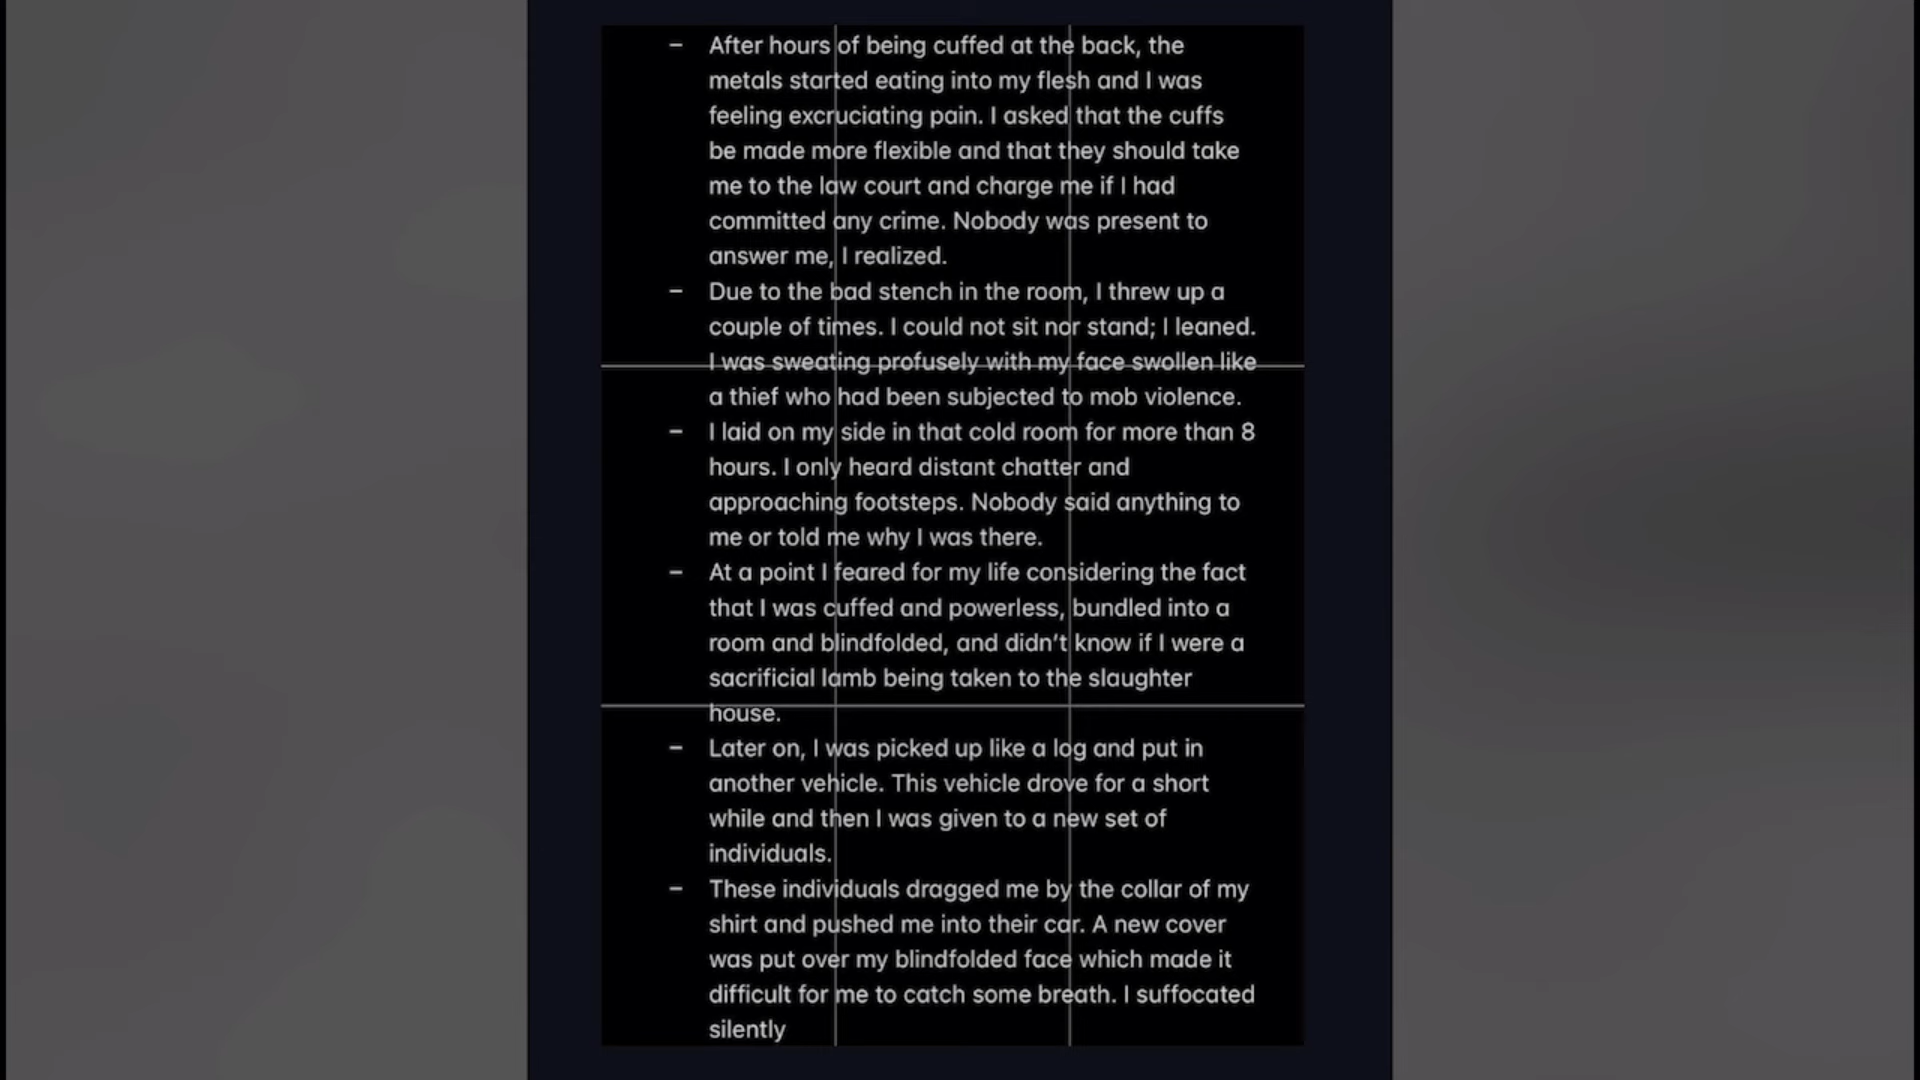 – After hours of being cuffed at the back, the
metals started eating into my flesh and I was
feeling excruciating pain. I asked that the cuffs
be made more flexible and that they should take
me to the law court and charge me if I had
committed any crime. Nobody was present to
answer me, I realized.
– Due to the bad stench in the room, I threw up a
couple of times. I could not sit nor stand; I leaned.
I was sweating profusely with my face swollen like
a thief who had been subjected to mob violence.
– I laid on my side in that cold room for more than 8
hours. I only heard distant chatter and
approaching footsteps. Nobody said anything to
me or told me why I was there.
– At a point I feared for my life considering the fact
that I was cuffed and powerless, bundled into a
room and blindfolded, and didn't know if I were a
sacrificial lamb being taken to the slaughter
house.
– Later on, I was picked up like a log and put in
another vehicle. This vehicle drove for a short
while and then I was given to a new set of
individuals.
– These individuals dragged me by the collar of my
shirt and pushed me into their car. A new cover
was put over my blindfolded face which made it
difficult for me to catch some breath. I suffocated
silently